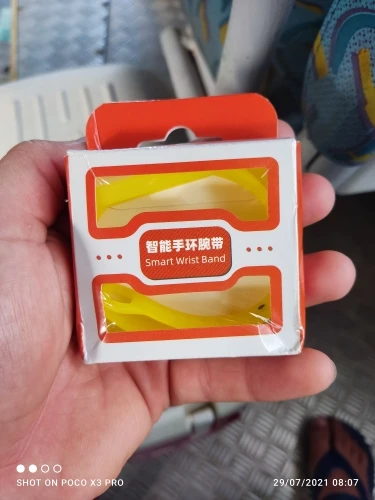 智能手环腕带
Smart Wrist Band
SHOT ON POCO X3 PRO
29/07/2021 08:07